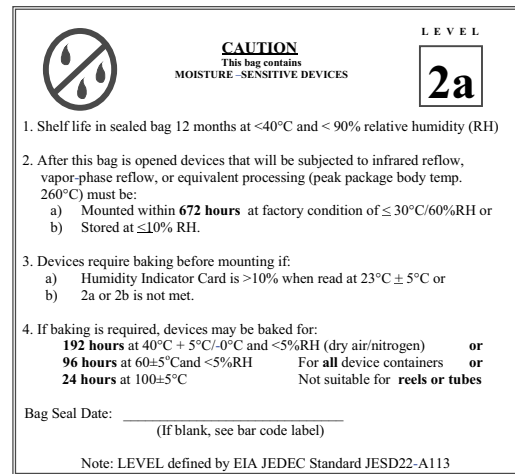 LEVEL
CAUTION
This bag contains
MOISTURE –SENSITIVE DEVICES
2a
1. Shelf life in sealed bag 12 months at <40°C and < 90% relative humidity (RH)
2. After this bag is opened devices that will be subjected to infrared reflow,
vapor-phase reflow, or equivalent processing (peak package body temp.
260°C) must be:
a) Mounted within 672 hours at factory condition of ≤ 30°C/60%RH or
b) Stored at ≤10% RH.
3. Devices require baking before mounting if:
a) Humidity Indicator Card is >10% when read at 23°C ± 5°C or
b) 2a or 2b is not met.
4. If baking is required, devices may be baked for:
192 hours at 40°C + 5°C/-0°C and <5%RH (dry air/nitrogen) or
96 hours at 60±5°Cand <5%RH For all device containers or
24 hours at 100±5°C Not suitable for reels or tubes
Bag Seal Date: ____________________________
(If blank, see bar code label)
Note: LEVEL defined by EIA JEDEC Standard JESD22-A113